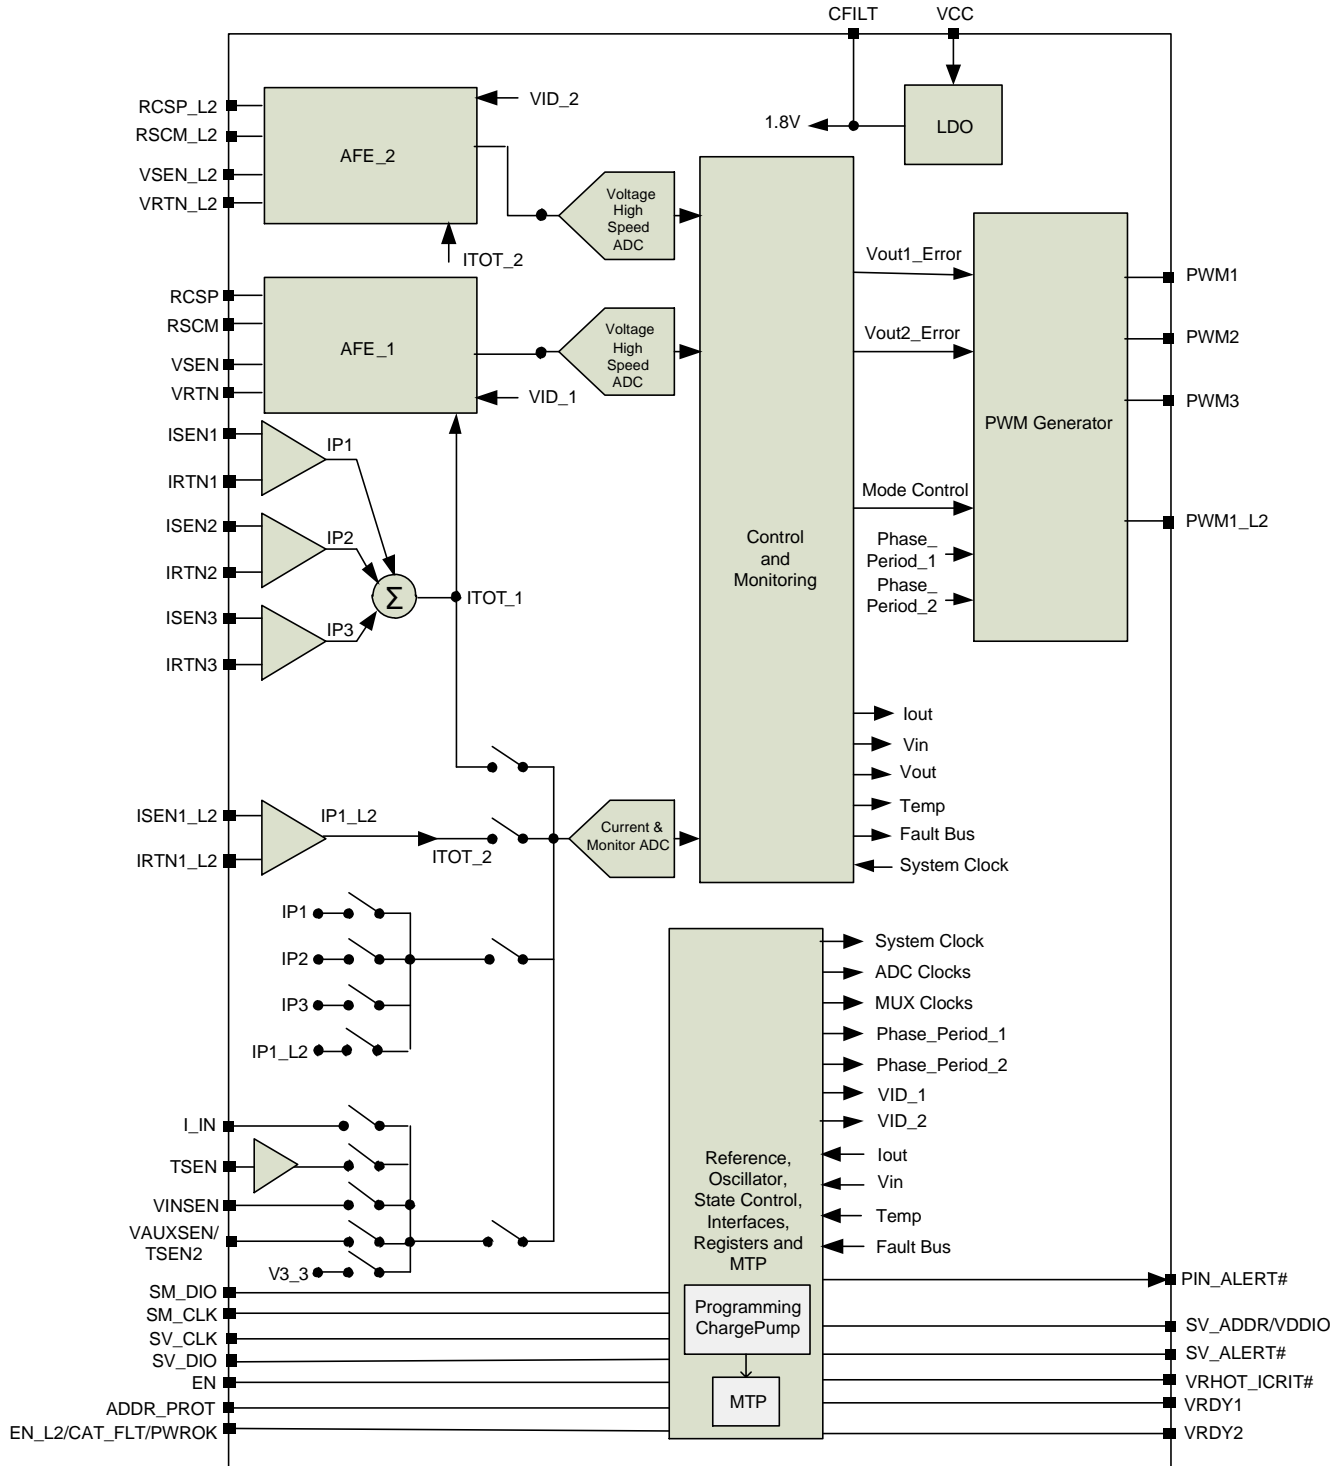 CFILT
VCC
RCSP_L2
RSCM_L2
VSEN_L2
VRTN_L2
AFE_2
VID_2
ITOT_2
1.8V
LDO
Voltage
High
Speed
ADC
RCSP
RSCM
VSEN
VRTN
AFE_1
VID_1
Voltage
High
Speed
ADC
ISEN1
IRTN1
IP1
ISEN2
IRTN2
IP2
ISEN3
IRTN3
IP3
Σ
ITOT_1
Control
and
Monitoring
Vout1_Error
Vout2_Error
Mode Control
Phase_
Period_1
Phase_
Period_2
PWM Generator
PWM1
PWM2
PWM3
PWM1_L2
Iout
Vin
Vout
Temp
Fault Bus
System Clock
ISEN1_L2
IRTN1_L2
IP1_L2
ITOT_2
Current &
Monitor ADC
IP1
IP2
IP3
IP1_L2
I_IN
TSEN
VINSEN
VAUXSEN/
TSEN2
V3_3
SM_DIO
SM_CLK
SV_CLK
SV_DIO
EN
ADDR_PROT
EN_L2/CAT_FLT/PWROK
Reference,
Oscillator,
State Control,
Interfaces,
Registers and
MTP
Programming
ChargePump
MTP
System Clock
ADC Clocks
MUX Clocks
Phase_Period_1
Phase_Period_2
VID_1
VID_2
Iout
Vin
Temp
Fault Bus
PIN_ALERT#
SV_ADDR/VDDIO
SV_ALERT#
VRHOT_ICRIT#
VRDY1
VRDY2